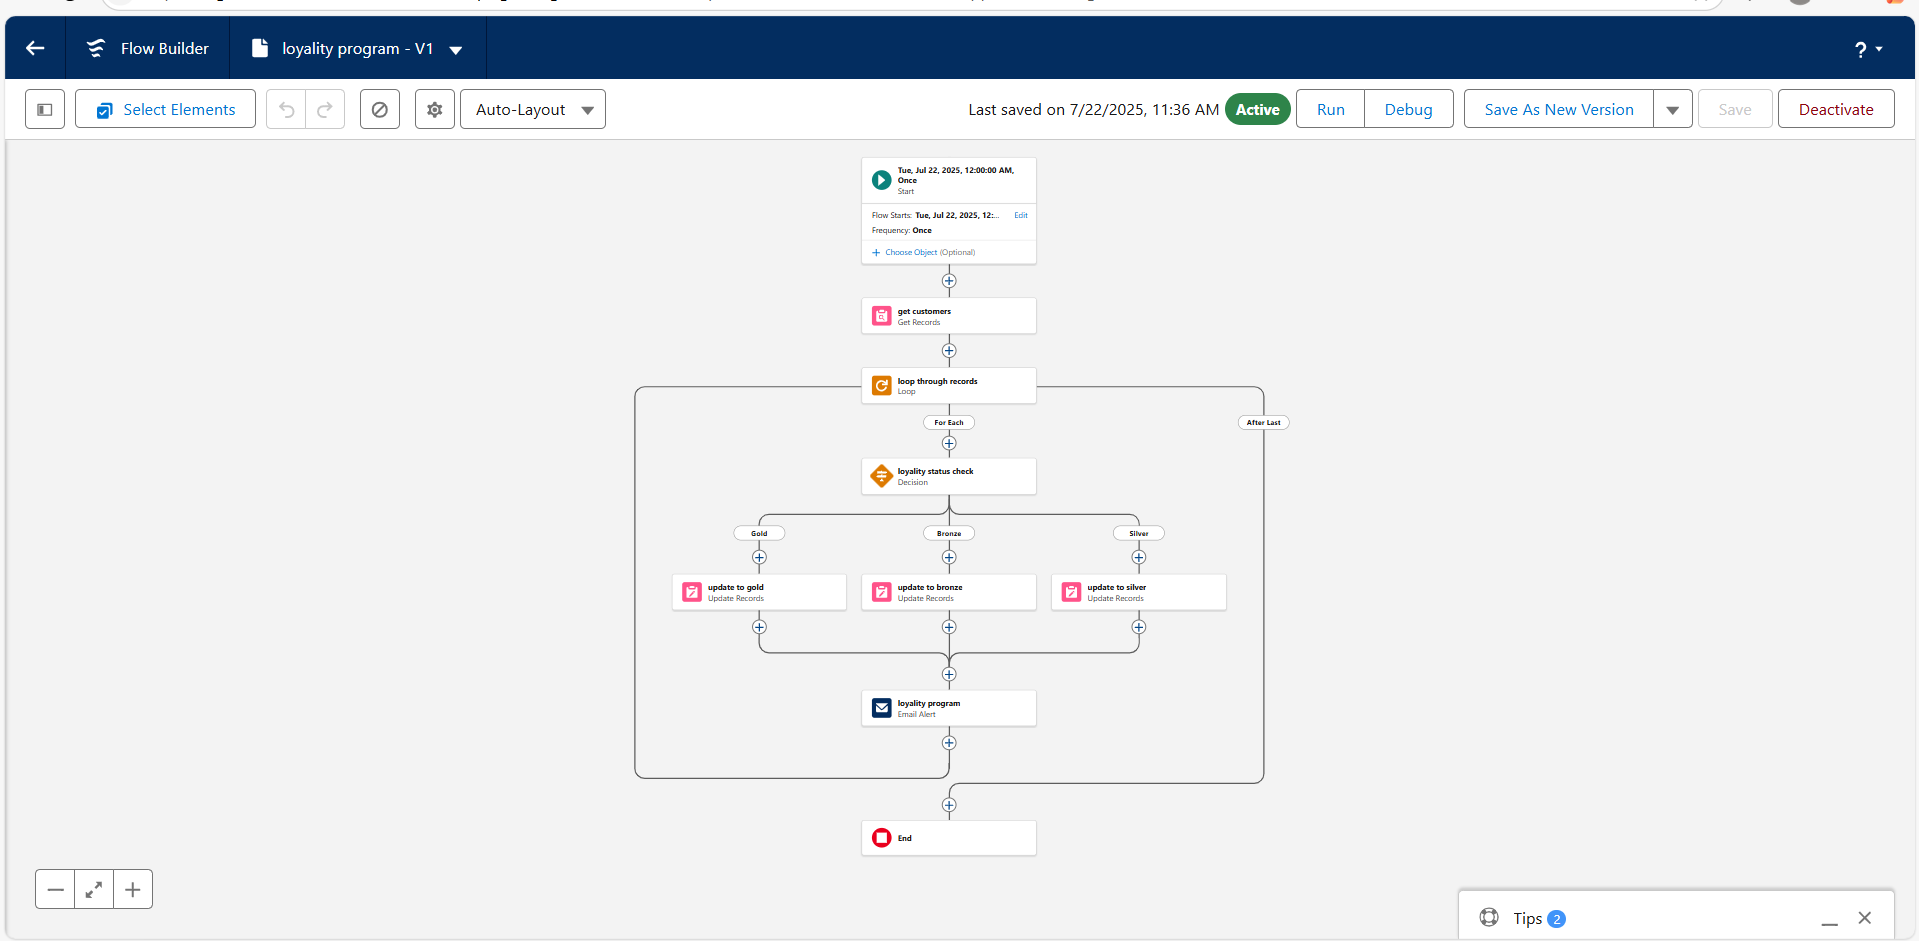 Flow Builder
loyality program - V1
?
Select Elements
Auto-Layout
Last saved on 7/22/2025, 11:36 AM
Active
Run
Debug
Save As New Version
Save
Deactivate
Tue, Jul 22, 2025, 12:00:00 AM,
Once
Start
Flow Starts: Tue, Jul 22, 2025, 12:...
Edit
Frequency: Once
+ Choose Object (Optional)
get customers
Get Records
loop through records
Loop
For Each
After Last
loyality status check
Decision
Gold
Bronze
Silver
update to gold
Update Records
update to bronze
Update Records
update to silver
Update Records
loyality program
Email Alert
End
Tips 2